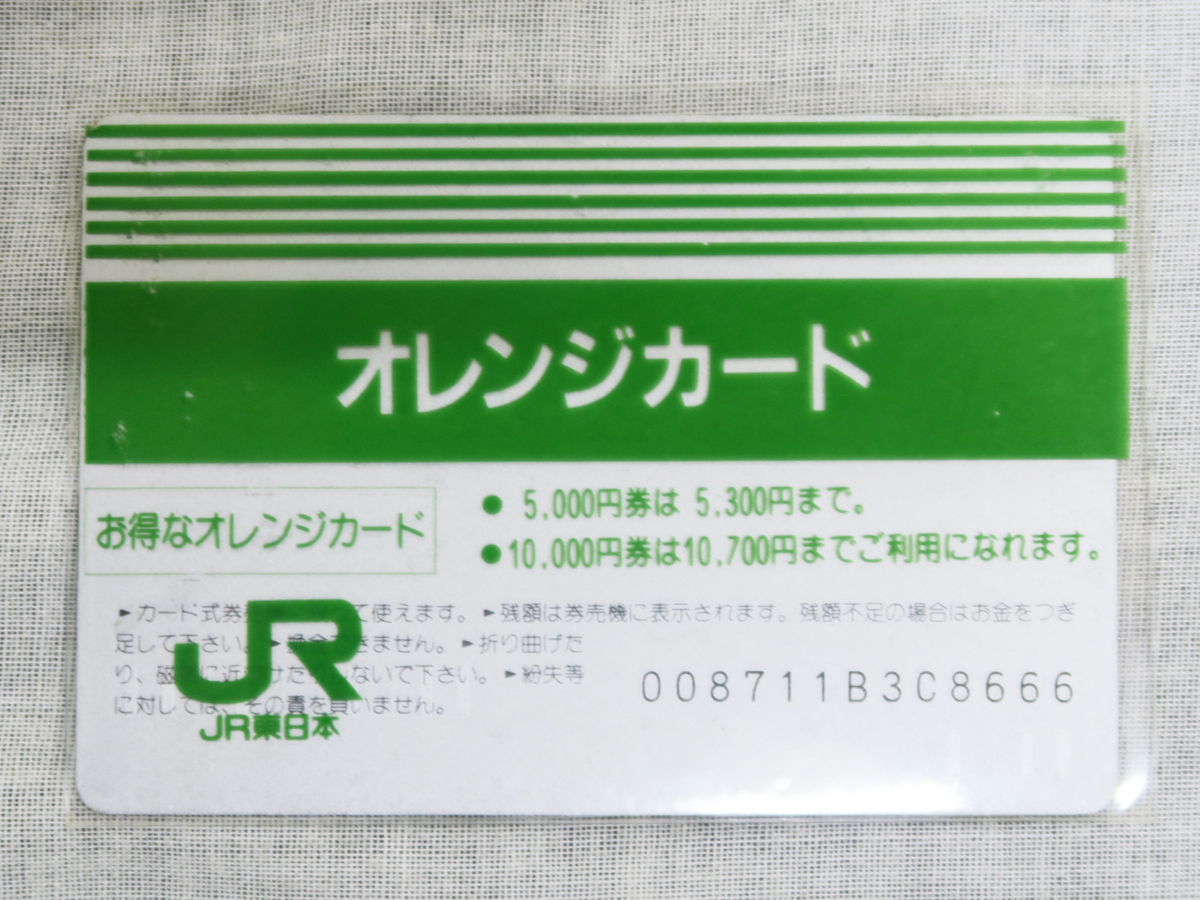 オレンジカード
お得なオレンジカード
● 5,000円券は 5,300円まで。
●10,000円券は10,700円までご利用になれます。
►カード式券 て使えます。►残額は券売機に表示されます。残額不足の場合はお金をつぎ
足して下さい。► きません。►折り曲げた
り、磁 に近 けた しないで下さい。►紛失等
に対しては、その責を負いません。
008711B3C8666
JR
JR東日本